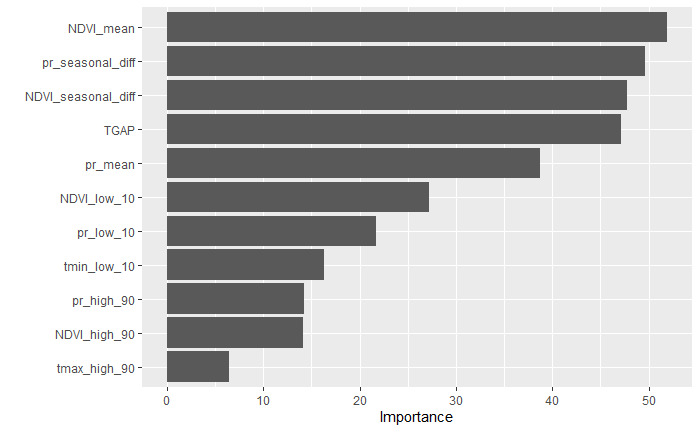 NDVI_mean
pr_seasonal_diff
NDVI_seasonal_diff
TGAP
pr_mean
NDVI_low_10
pr_low_10
tmin_low_10
pr_high_90
NDVI_high_90
tmax_high_90
0 10 20 30 40 50
Importance